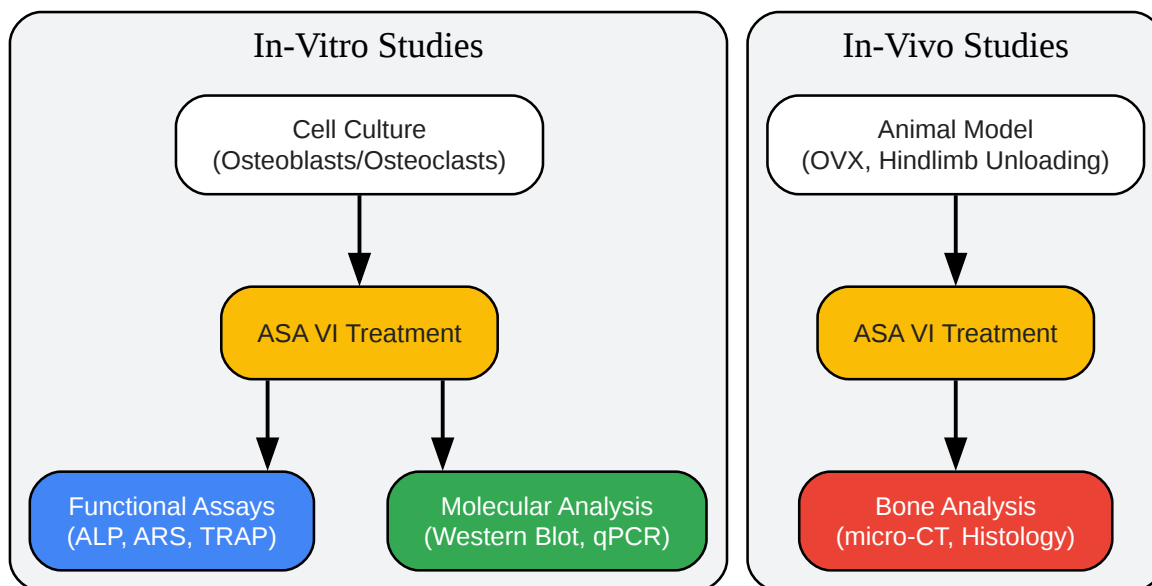 In-Vitro Studies
Cell Culture
(Osteoblasts/Osteoclasts)
ASA VI Treatment
Functional Assays
(ALP, ARS, TRAP)
Molecular Analysis
(Western Blot, qPCR)
In-Vivo Studies
Animal Model
(OVX, Hindlimb Unloading)
ASA VI Treatment
Bone Analysis
(micro-CT, Histology)